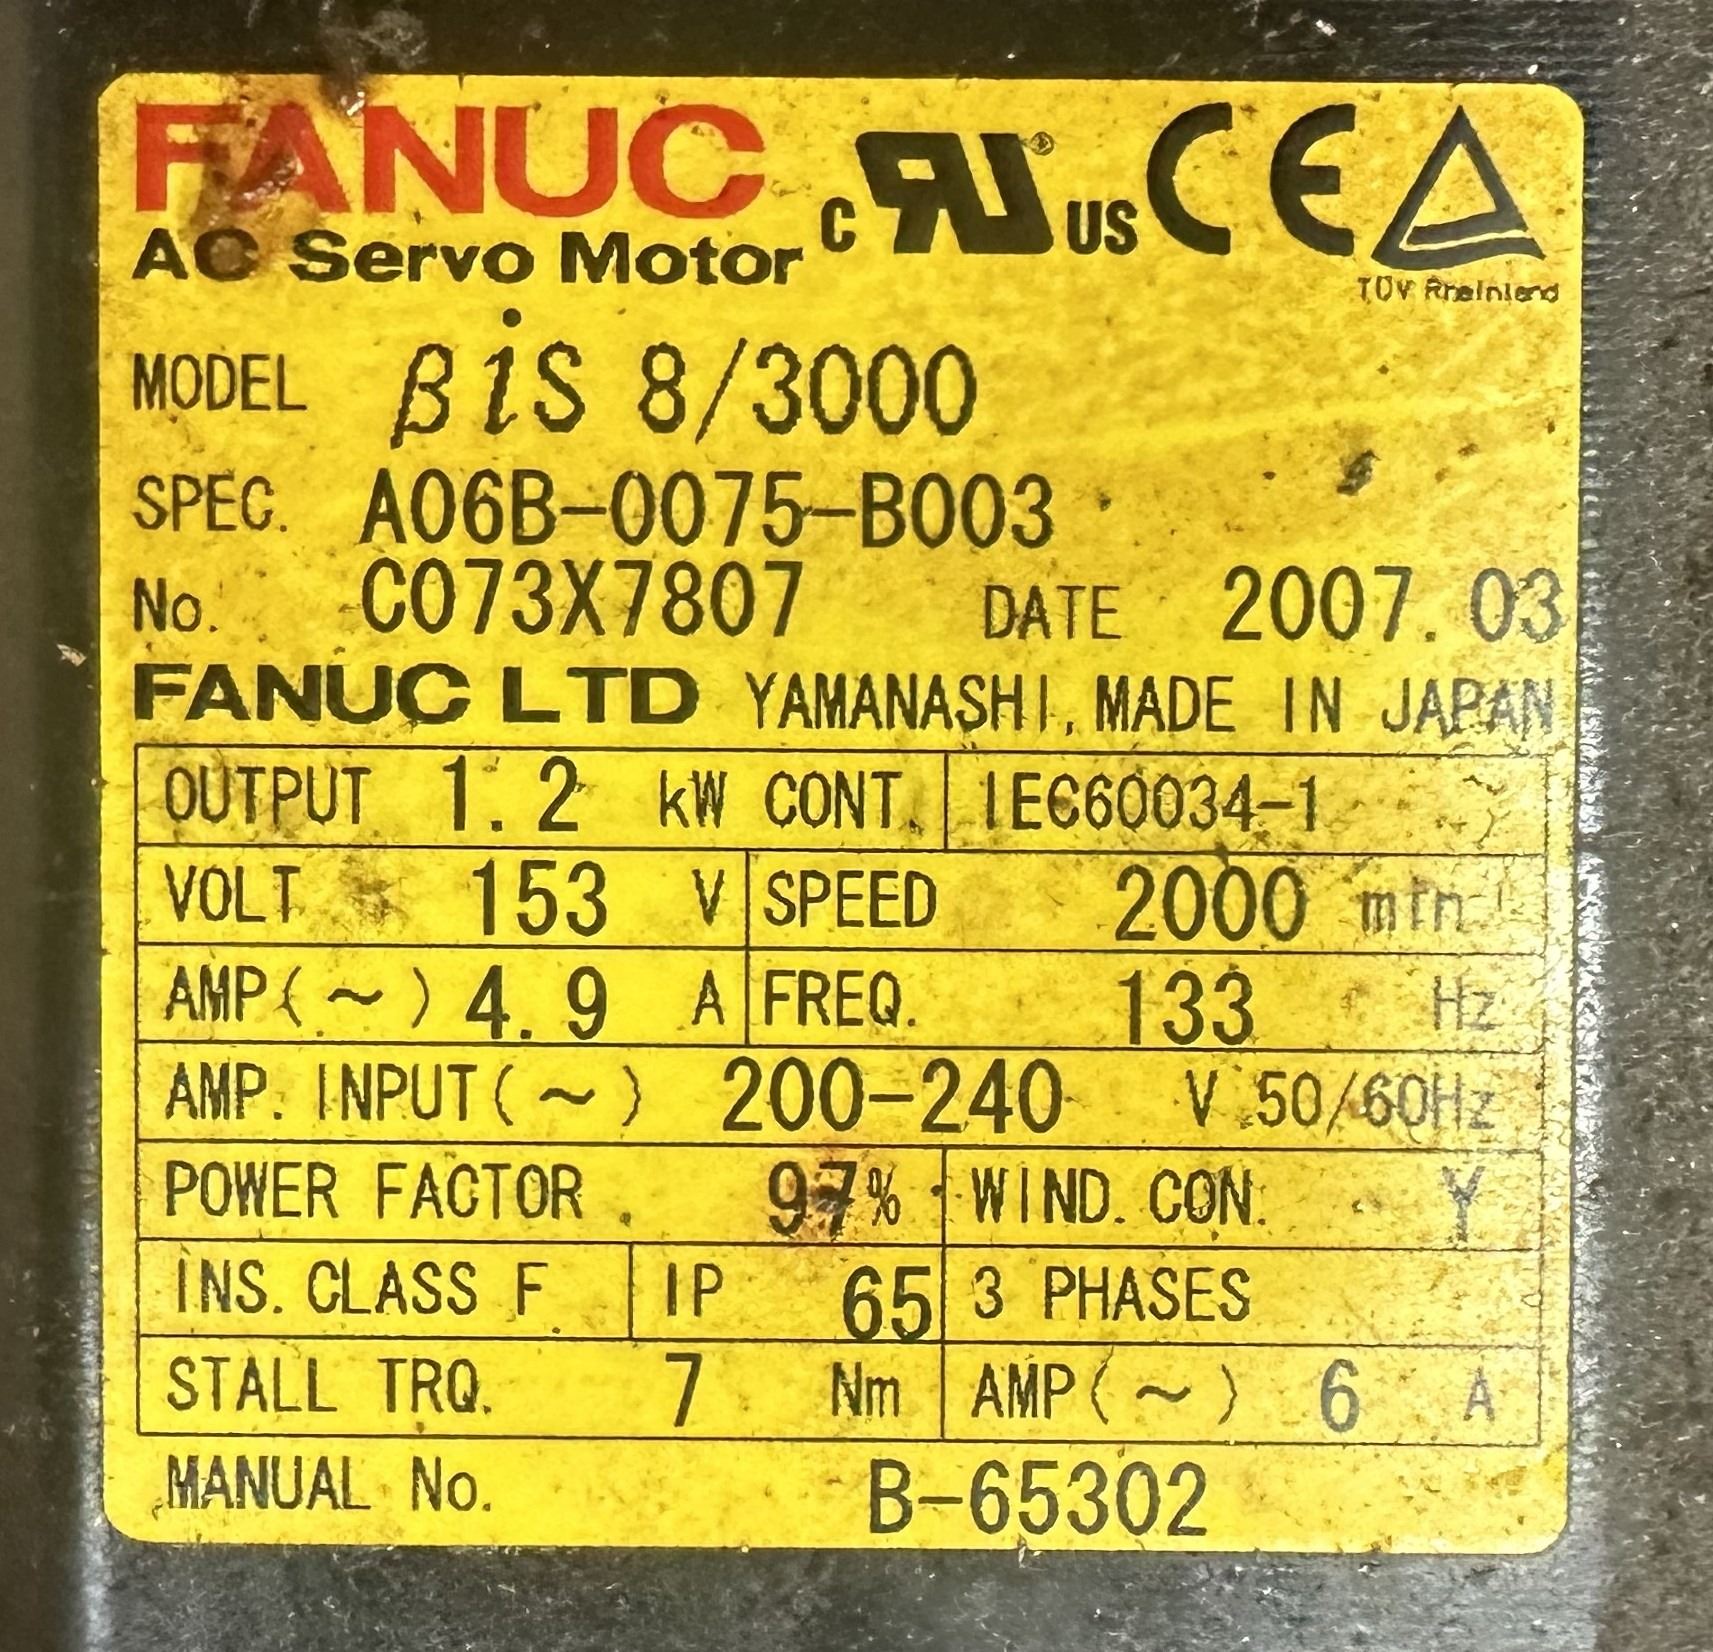 FANUC
AC Servo Motor
c RU ® US CE
TÜV Rheinland
MODEL βiS 8/3000
SPEC. A06B-0075-B003
No. C073X7807 DATE 2007.03
FANUC LTD YAMANASHI, MADE IN JAPAN
OUTPUT 1.2 kW CONT. IEC60034-1
VOLT 153 V SPEED 2000 min⁻¹
AMP(~) 4.9 A FREQ. 133 Hz
AMP. INPUT(~) 200-240 V 50/60Hz
POWER FACTOR 97% WIND. CON. Y
INS. CLASS F IP 65 3 PHASES
STALL TRQ. 7 Nm AMP(~) 6 A
MANUAL No. B-65302